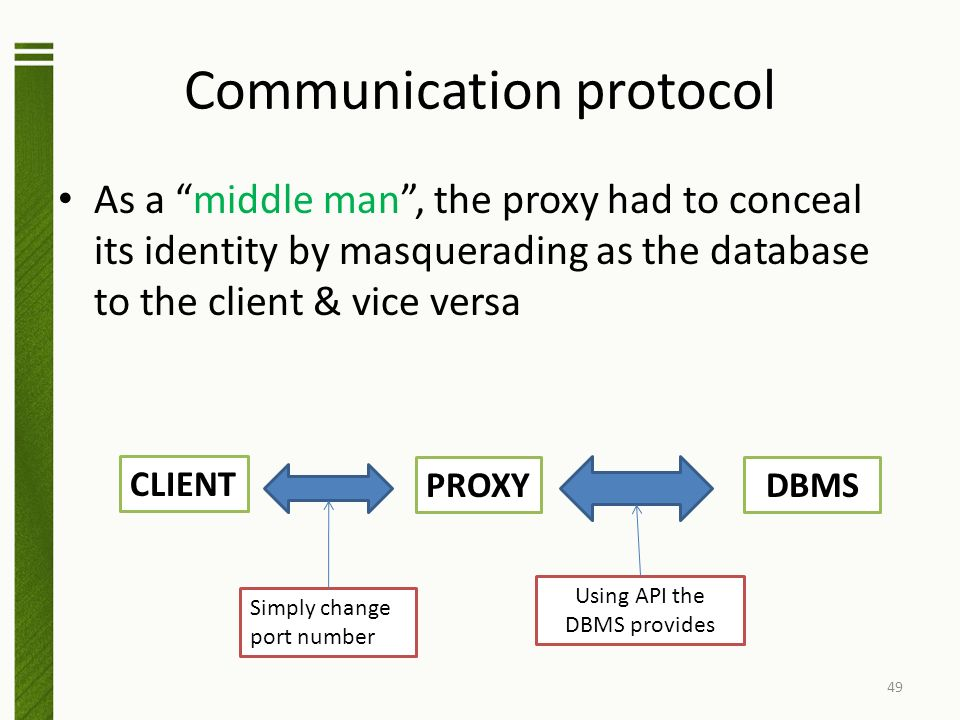 Communication protocol
• As a “middle man”, the proxy had to conceal
its identity by masquerading as the database
to the client & vice versa
CLIENT
PROXY
DBMS
Simply change
port number
Using API the
DBMS provides
49